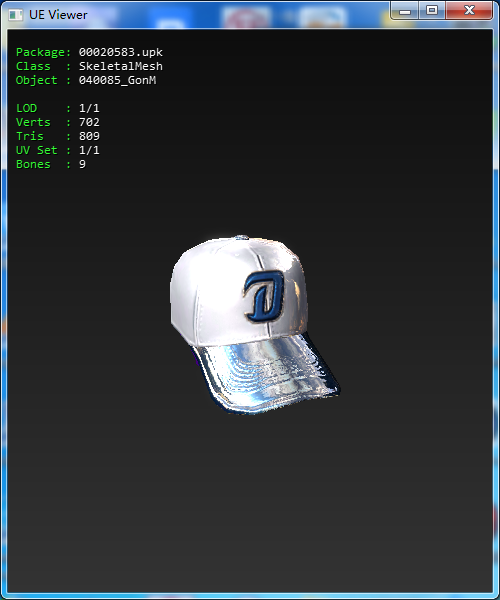 UE Viewer
Package: 00020583.upk
Class : SkeletalMesh
Object : 040085_GonM
LOD : 1/1
Verts : 702
Tris : 809
UV Set : 1/1
Bones : 9
D